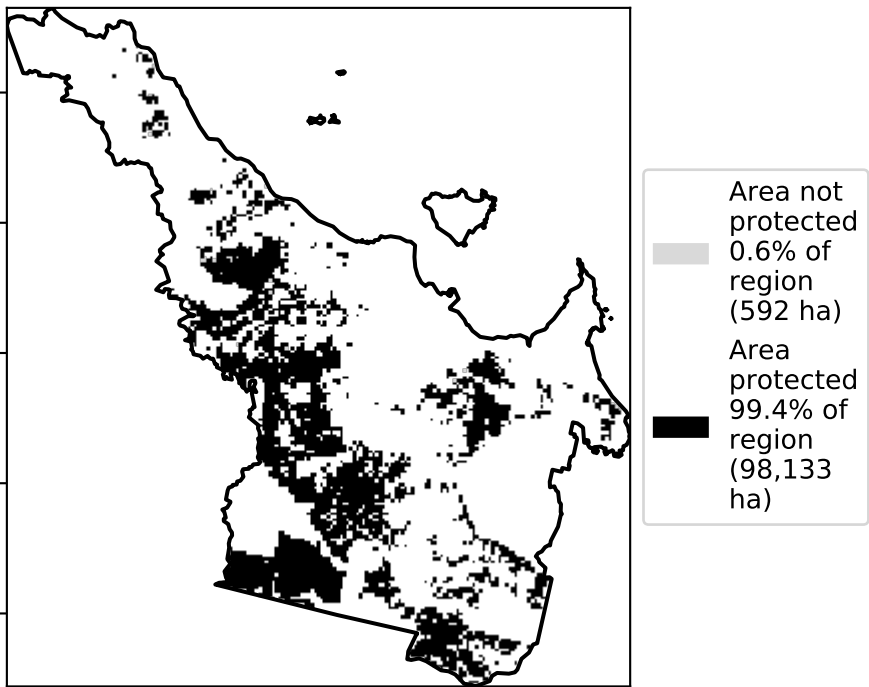 Area not
protected
0.6% of
region
(592 ha)
Area
protected
99.4% of
region
(98,133
ha)